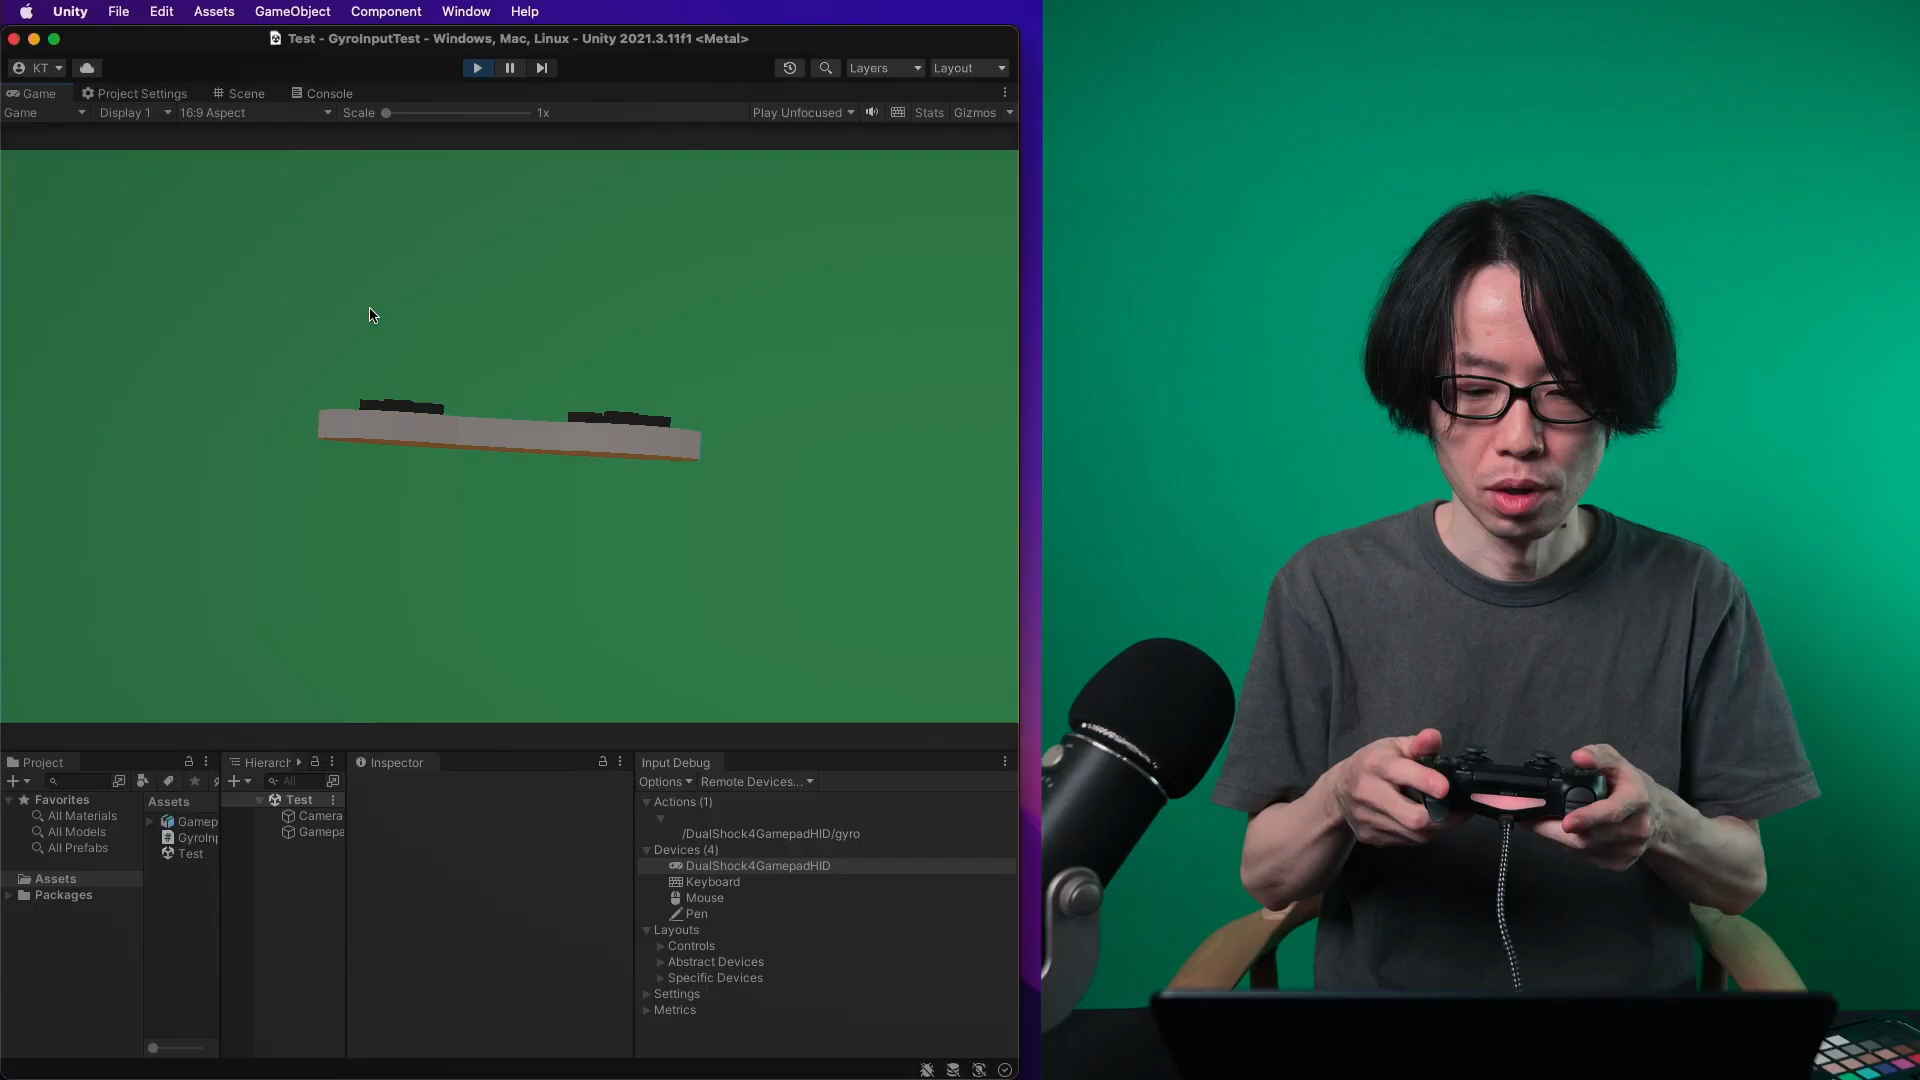 Unity File Edit Assets GameObject Component Window Help
Test - GyroInputTest - Windows, Mac, Linux - Unity 2021.3.11f1 <Metal>
KT Layers Layout
Game Project Settings Scene Console
Game Display 1 16:9 Aspect Scale 1x Play Unfocused Stats Gizmos
Project
Assets
Favorites
All Materials
All Models
All Prefabs
Assets
Packages
Gamep
GyroInp
Test
Hierarch
All
Test
Camera
Gamepa
Inspector
Input Debug
Options Remote Devices...
Actions (1)
/DualShock4GamepadHID/gyro
Devices (4)
DualShock4GamepadHID
Keyboard
Mouse
Pen
Layouts
Controls
Abstract Devices
Specific Devices
Settings
Metrics